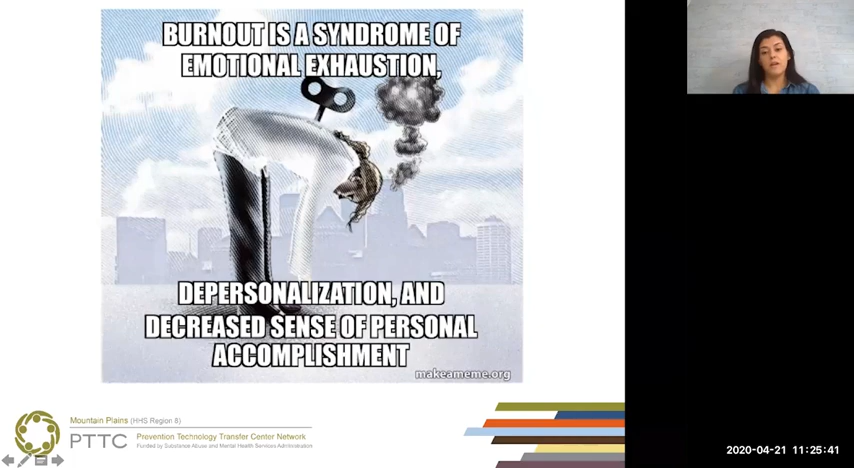 BURNOUT IS A SYNDROME OF
EMOTIONAL EXHAUSTION,
DEPERSONALIZATION, AND
DECREASED SENSE OF PERSONAL
ACCOMPLISHMENT
makeameme.org
Mountain Plains (HHS Region 8)
PTTC
Prevention Technology Transfer Center Network
Funded by Substance Abuse and Mental Health Services Administration
2020-04-21 11:25:41